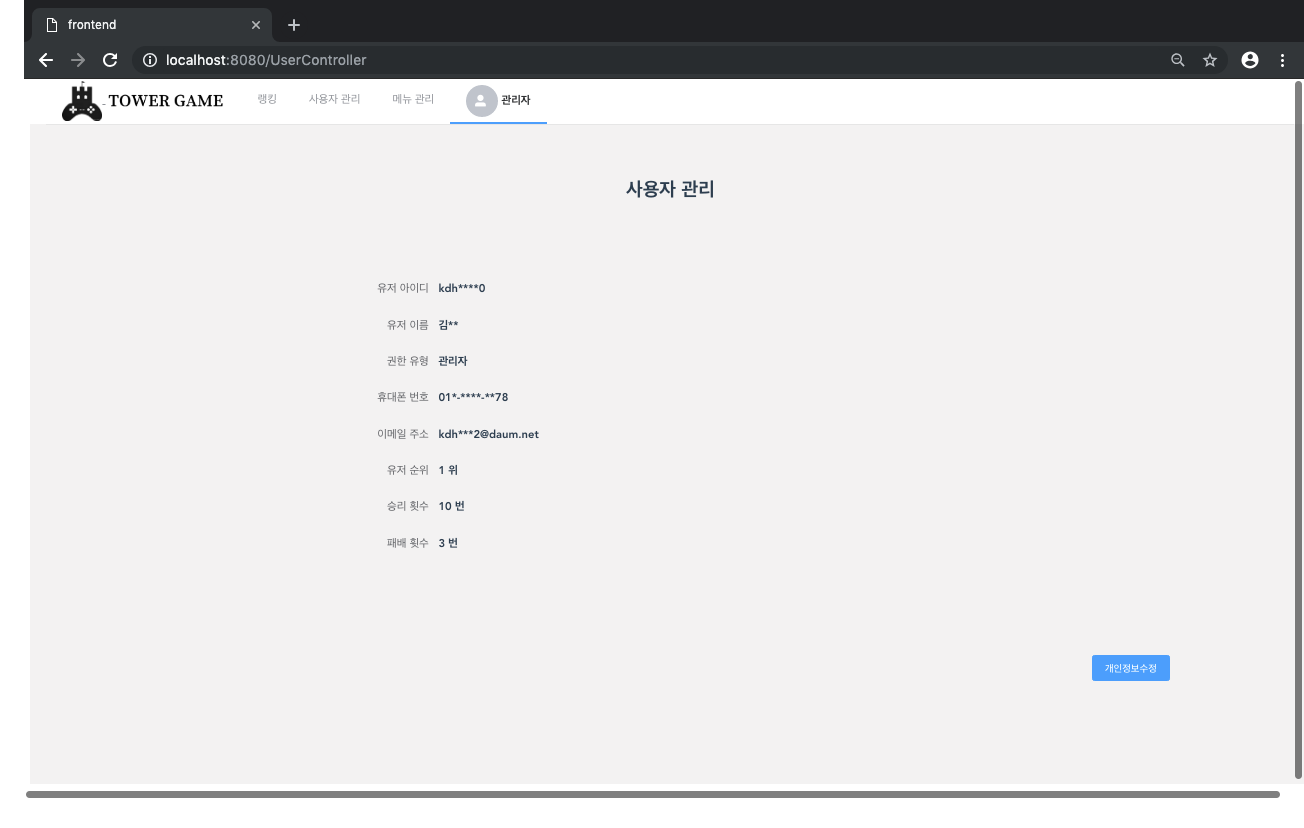 frontend
localhost:8080/UserController
TOWER GAME 랭킹 사용자 관리 메뉴 관리 관리자
사용자 관리
유저 아이디 kdh****0
유저 이름 김**
권한 유형 관리자
휴대폰 번호 01*-****-**78
이메일 주소 kdh***2@daum.net
유저 순위 1 위
승리 횟수 10 번
패배 횟수 3 번
개인정보수정